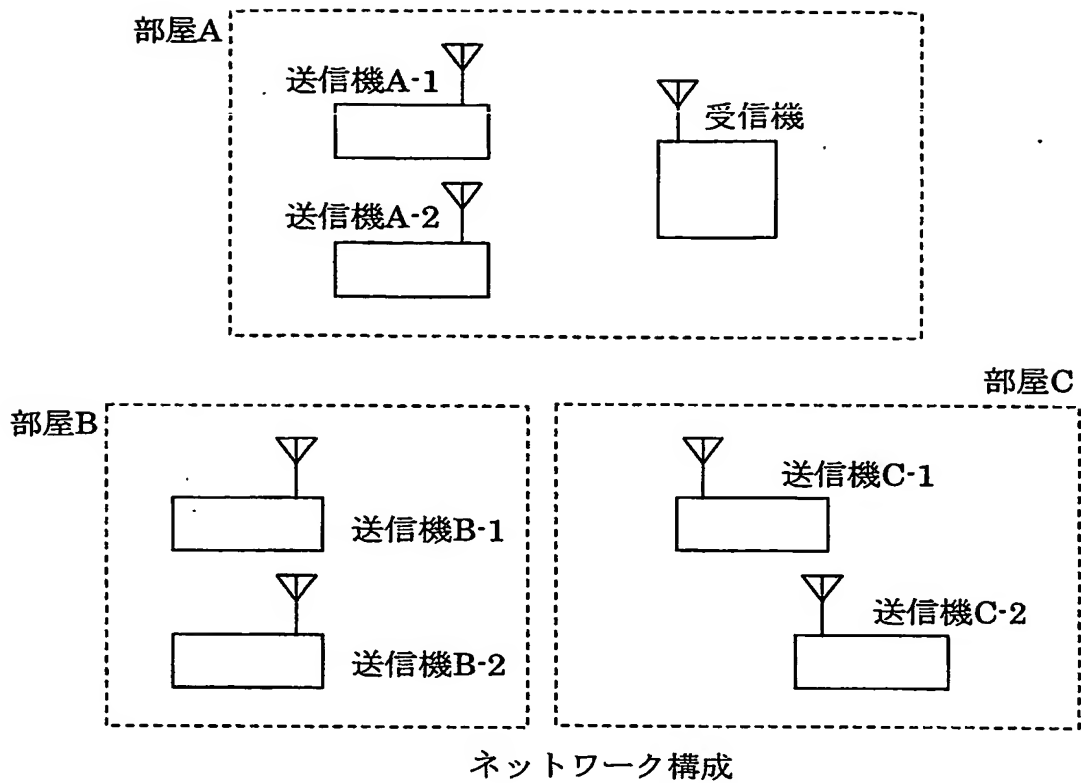 部屋A
送信機A-1
受信機
送信機A-2
部屋C
部屋B
送信機C-1
送信機B-1
送信機C-2
送信機B-2
ネットワーク構成